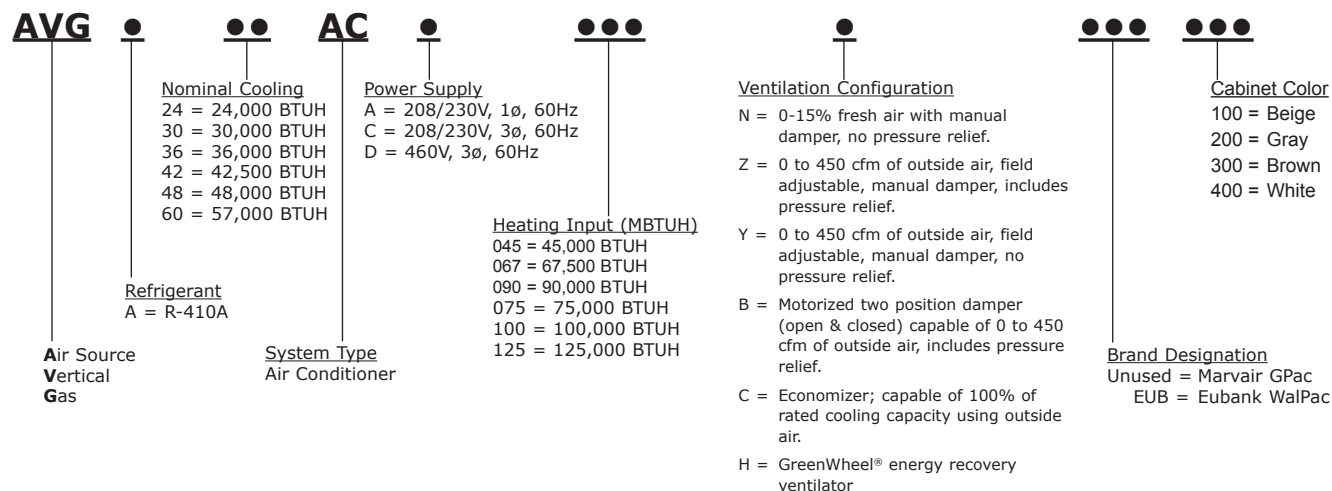 AVG ● ●● AC ● ●●● ● ●●● ●●●
Nominal Cooling
24 = 24,000 BTUH
30 = 30,000 BTUH
36 = 36,000 BTUH
42 = 42,500 BTUH
48 = 48,000 BTUH
60 = 57,000 BTUH
Power Supply
A = 208/230V, 1ø, 60Hz
C = 208/230V, 3ø, 60Hz
D = 460V, 3ø, 60Hz
Ventilation Configuration
N = 0-15% fresh air with manual
damper, no pressure relief.
Z = 0 to 450 cfm of outside air, field
adjustable, manual damper, includes
pressure relief.
Y = 0 to 450 cfm of outside air, field
adjustable, manual damper, no
pressure relief.
B = Motorized two position damper
(open & closed) capable of 0 to 450
cfm of outside air, includes pressure
relief.
C = Economizer; capable of 100% of
rated cooling capacity using outside
air.
H = GreenWheel® energy recovery
ventilator
Cabinet Color
100 = Beige
200 = Gray
300 = Brown
400 = White
Heating Input (MBTUH)
045 = 45,000 BTUH
067 = 67,500 BTUH
090 = 90,000 BTUH
075 = 75,000 BTUH
100 = 100,000 BTUH
125 = 125,000 BTUH
Refrigerant
A = R-410A
Air Source
Vertical
Gas
System Type
Air Conditioner
Brand Designation
Unused = Marvair GPac
EUB = Eubank WalPac